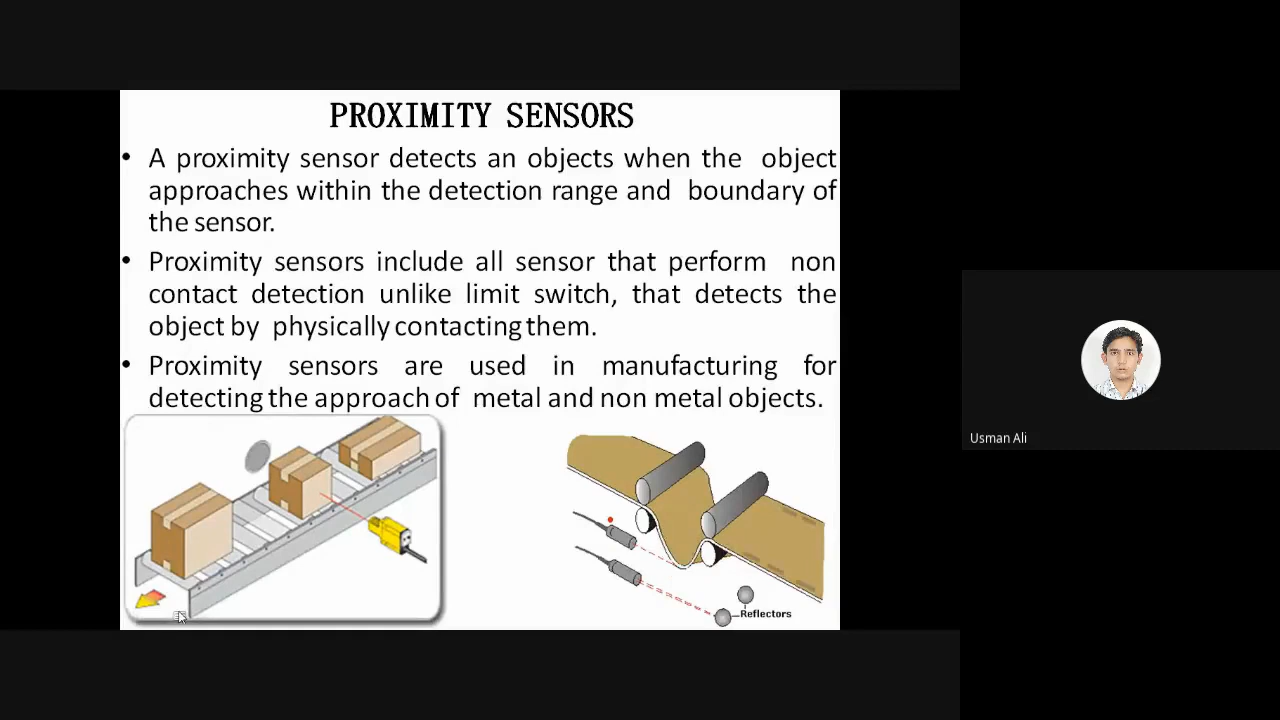 PROXIMITY SENSORS
• A proximity sensor detects an objects when the object
approaches within the detection range and boundary of
the sensor.
• Proximity sensors include all sensor that perform non
contact detection unlike limit switch, that detects the
object by physically contacting them.
• Proximity sensors are used in manufacturing for
detecting the approach of metal and non metal objects.
Reflectors
Usman Ali